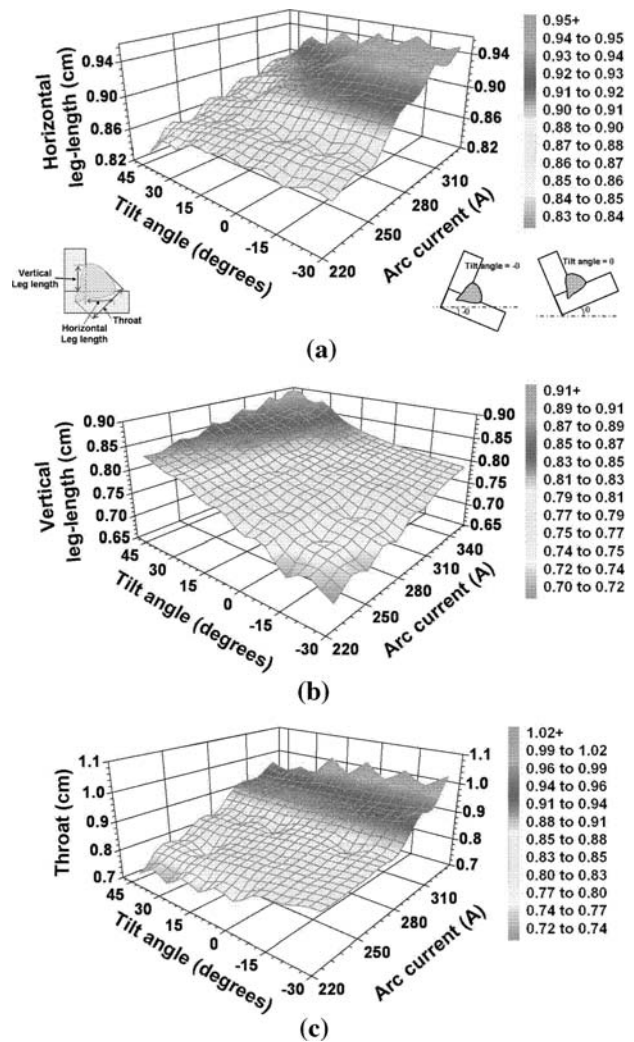 0.95+
0.94 to 0.95
0.93 to 0.94
0.92 to 0.93
0.91 to 0.92
0.90 to 0.91
0.88 to 0.90
0.87 to 0.88
0.86 to 0.87
0.85 to 0.86
0.84 to 0.85
0.83 to 0.84
Horizontal
leg-length (cm)
0.94
0.90
0.86
0.82
0.94
0.90
0.86
0.82
45
30
15
0
-15
-30
Tilt angle (degrees)
220
250
280
310
Arc current (A)
Vertical
Leg length
Horizontal
Leg length
Throat
Tilt angle = -θ
-θ
Tilt angle = θ
θ
(a)
0.91+
0.89 to 0.91
0.87 to 0.89
0.85 to 0.87
0.83 to 0.85
0.81 to 0.83
0.79 to 0.81
0.77 to 0.79
0.75 to 0.77
0.74 to 0.75
0.72 to 0.74
0.70 to 0.72
Vertical
leg-length (cm)
0.90
0.85
0.80
0.75
0.70
0.65
0.90
0.85
0.80
0.75
0.70
0.65
45
30
15
0
-15
-30
Tilt angle (degrees)
220
250
280
310
340
Arc current (A)
(b)
1.02+
0.99 to 1.02
0.96 to 0.99
0.94 to 0.96
0.91 to 0.94
0.88 to 0.91
0.85 to 0.88
0.83 to 0.85
0.80 to 0.83
0.77 to 0.80
0.74 to 0.77
0.72 to 0.74
Throat (cm)
1.1
1.0
0.9
0.8
0.7
1.1
1.0
0.9
0.8
0.7
45
30
15
0
-15
-30
Tilt angle (degrees)
220
250
280
310
Arc current (A)
(c)